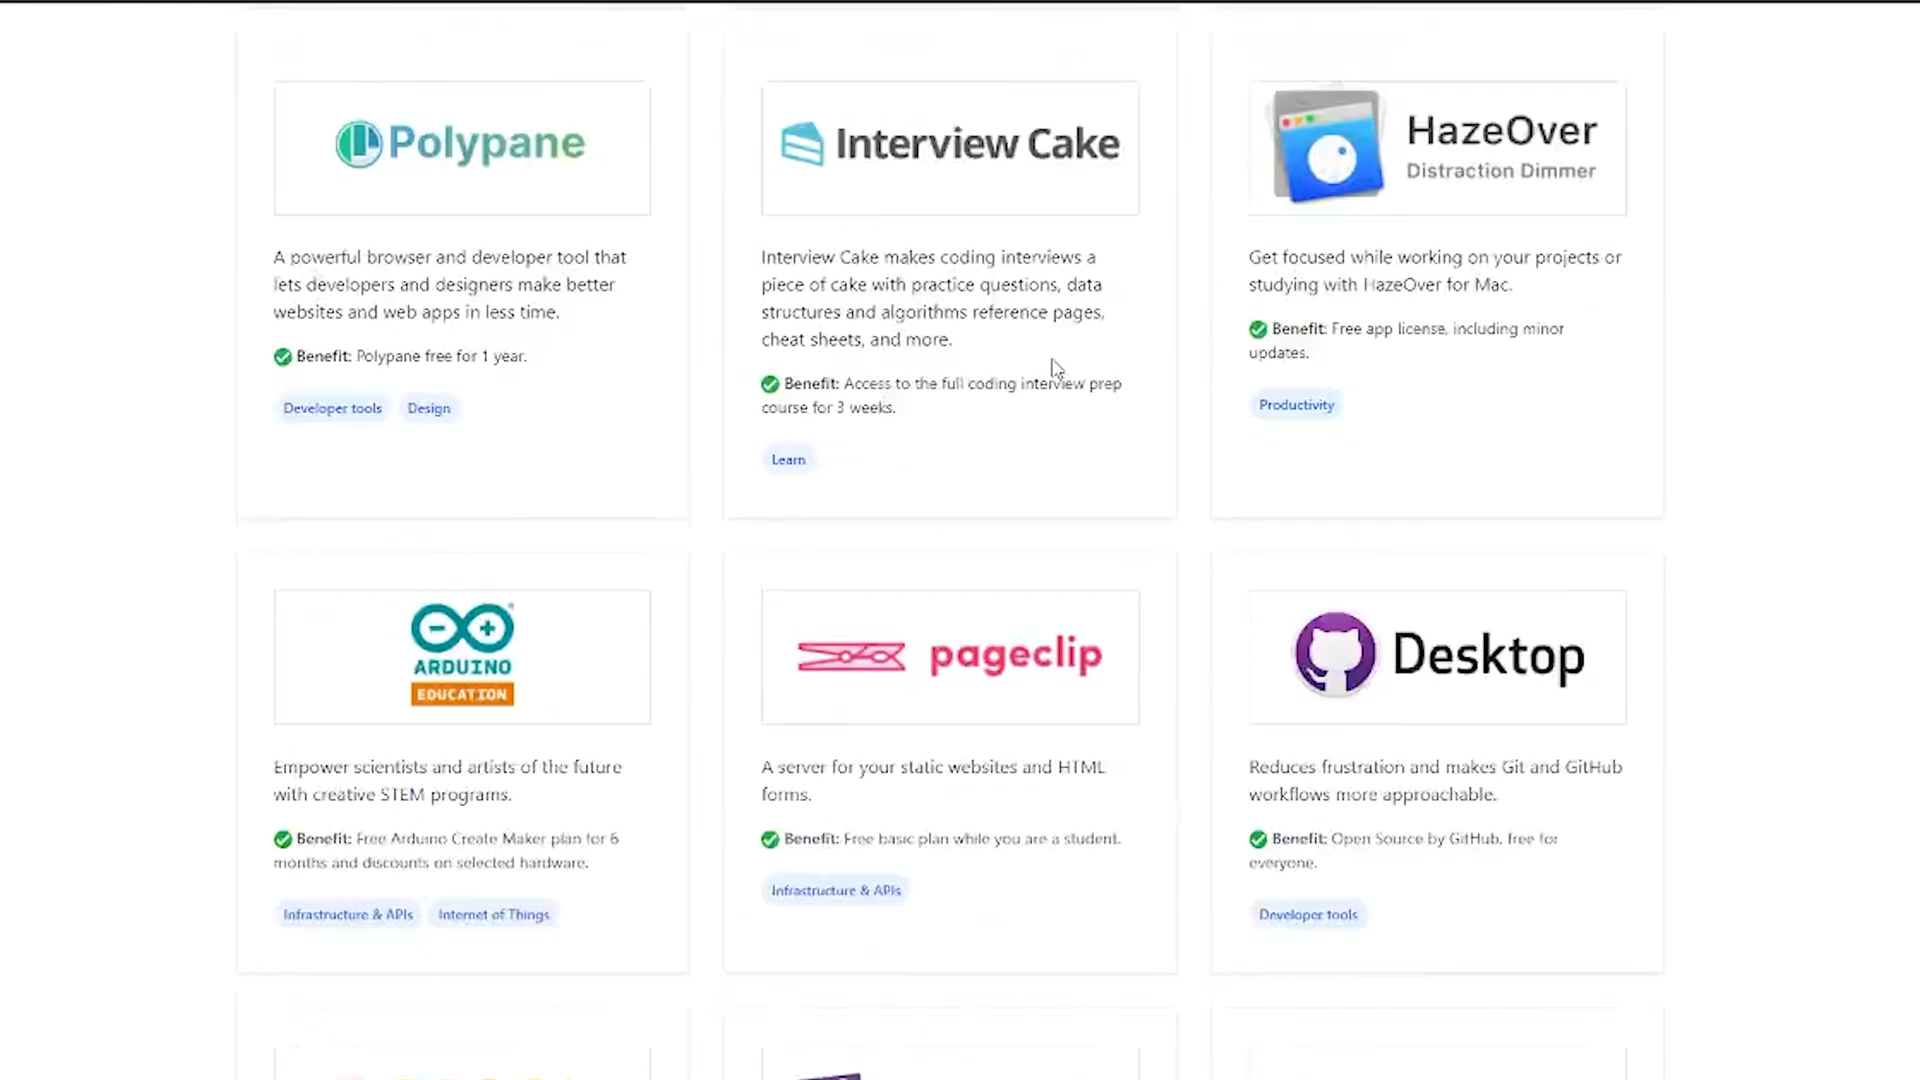 Polypane
A powerful browser and developer tool that
lets developers and designers make better
websites and web apps in less time.
Benefit: Polypane free for 1 year.
Developer tools
Design
Interview Cake
Interview Cake makes coding interviews a
piece of cake with practice questions, data
structures and algorithms reference pages,
cheat sheets, and more.
Benefit: Access to the full coding interview prep
course for 3 weeks.
Learn
HazeOver
Distraction Dimmer
Get focused while working on your projects or
studying with HazeOver for Mac.
Benefit: Free app license, including minor
updates.
Productivity
ARDUINO
EDUCATION
Empower scientists and artists of the future
with creative STEM programs.
Benefit: Free Arduino Create Maker plan for 6
months and discounts on selected hardware.
Infrastructure & APIs
Internet of Things
pageclip
A server for your static websites and HTML
forms.
Benefit: Free basic plan while you are a student.
Infrastructure & APIs
Desktop
Reduces frustration and makes Git and GitHub
workflows more approachable.
Benefit: Open Source by GitHub, free for
everyone.
Developer tools